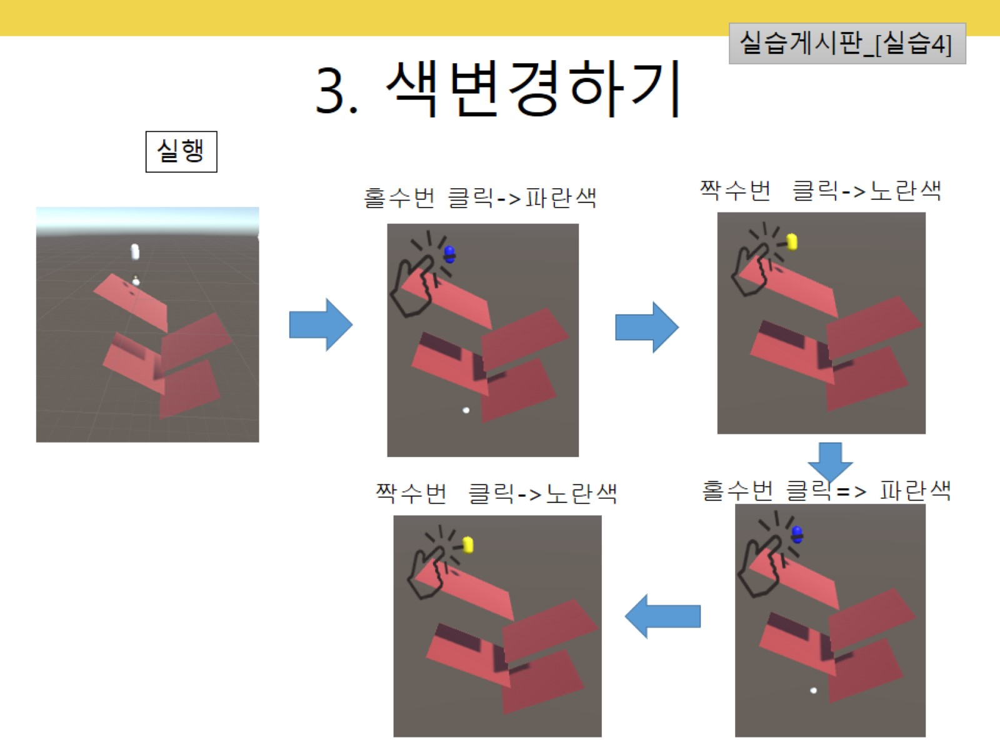 실습게시판_[실습4]
3. 색변경하기
실행
홀수번 클릭->파란색
짝수번 클릭->노란색
홀수번 클릭=> 파란색
짝수번 클릭->노란색